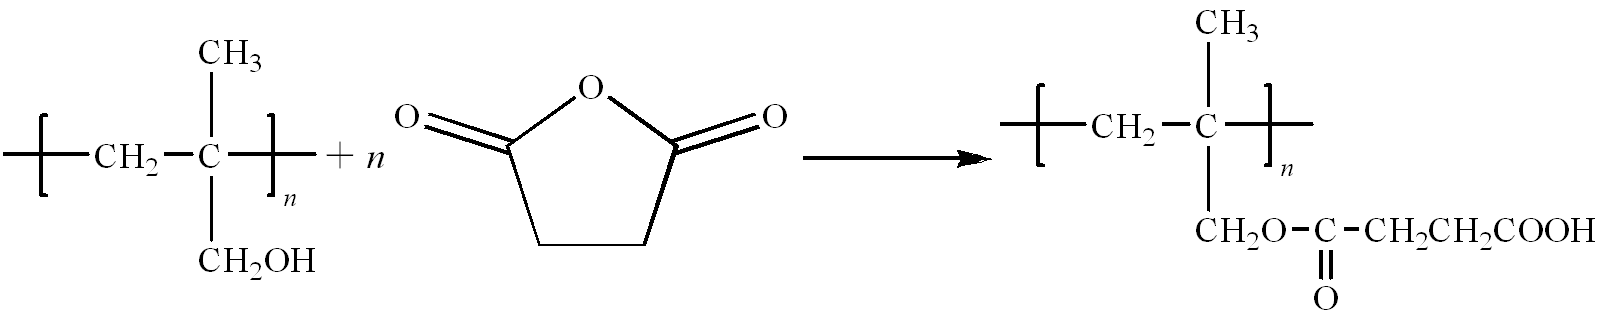 CH3
CH3
O
O
O
CH2 C
n
+ n
CH2 C
n
CH2OH
CH2O C CH2CH2COOH
O